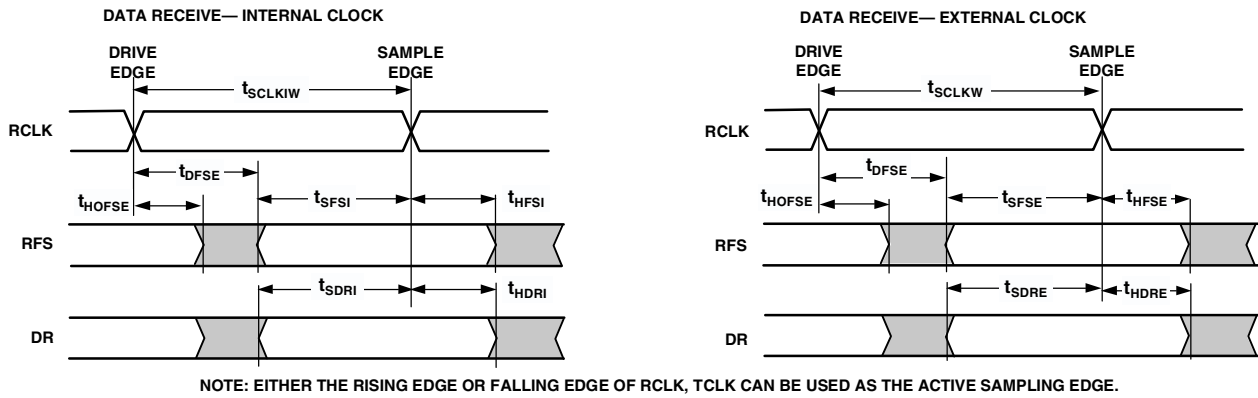 DATA RECEIVE— INTERNAL CLOCK
DRIVE EDGE
SAMPLE EDGE
tSCLKIW
RCLK
tDFSE
tHOFSE
tSFSI
tHFSI
RFS
tSDRI
tHDRI
DR
DATA RECEIVE— EXTERNAL CLOCK
DRIVE EDGE
SAMPLE EDGE
tSCLKW
RCLK
tDFSE
tHOFSE
tSFSE
tHFSE
RFS
tSDRE
tHDRE
DR
NOTE: EITHER THE RISING EDGE OR FALLING EDGE OF RCLK, TCLK CAN BE USED AS THE ACTIVE SAMPLING EDGE.